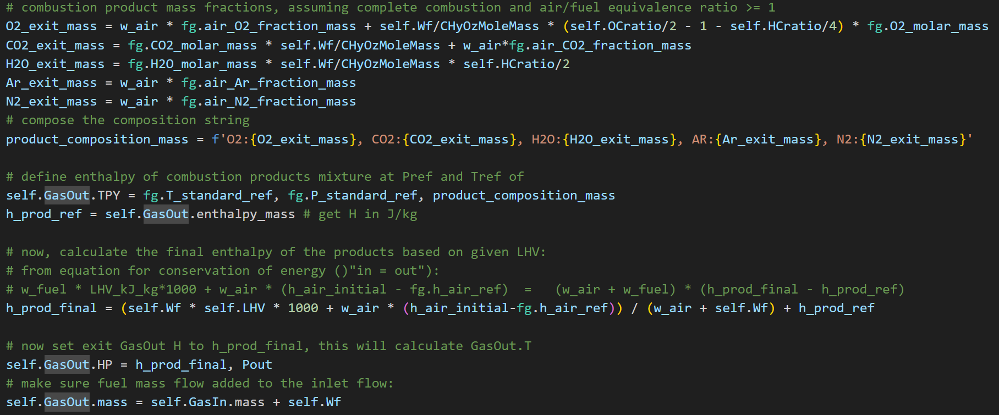 # combustion product mass fractions, assuming complete combustion and air/fuel equivalence ratio >= 1
O2_exit_mass = w_air * fg.air_O2_fraction_mass + self.Wf/CHyOzMoleMass * (self.OCratio/2 - 1 - self.HCratio/4) * fg.O2_molar_mass
CO2_exit_mass = fg.CO2_molar_mass * self.Wf/CHyOzMoleMass + w_air*fg.air_CO2_fraction_mass
H2O_exit_mass = fg.H2O_molar_mass * self.Wf/CHyOzMoleMass * self.HCratio/2
Ar_exit_mass = w_air * fg.air_Ar_fraction_mass
N2_exit_mass = w_air * fg.air_N2_fraction_mass
# compose the composition string
product_composition_mass = f'O2:{O2_exit_mass}, CO2:{CO2_exit_mass}, H2O:{H2O_exit_mass}, AR:{Ar_exit_mass}, N2:{N2_exit_mass}'

# define enthalpy of combustion products mixture at Pref and Tref of
self.GasOut.TPY = fg.T_standard_ref, fg.P_standard_ref, product_composition_mass
h_prod_ref = self.GasOut.enthalpy_mass # get H in J/kg

# now, calculate the final enthalpy of the products based on given LHV:
# from equation for conservation of energy ()"in = out"):
# w_fuel * LHV_kJ_kg*1000 + w_air * (h_air_initial - fg.h_air_ref)  =   (w_air + w_fuel) * (h_prod_final - h_prod_ref)
h_prod_final = (self.Wf * self.LHV * 1000 + w_air * (h_air_initial-fg.h_air_ref)) / (w_air + self.Wf) + h_prod_ref

# now set exit GasOut H to h_prod_final, this will calculate GasOut.T
self.GasOut.HP = h_prod_final, Pout
# make sure fuel mass flow added to the inlet flow:
self.GasOut.mass = self.GasIn.mass + self.Wf